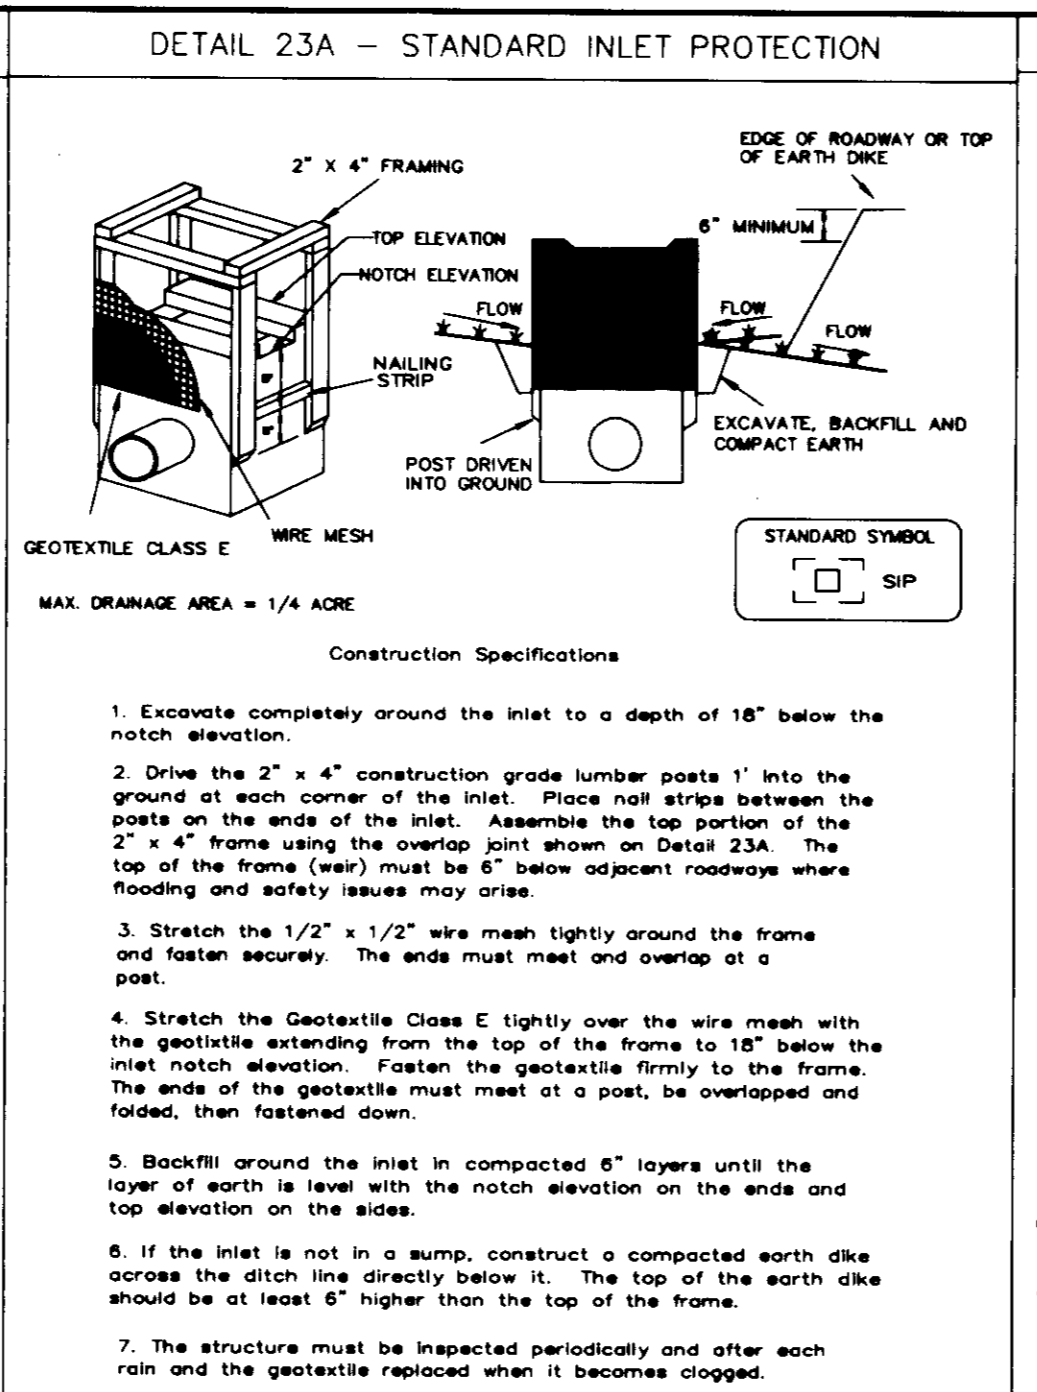 DETAIL 23A – STANDARD INLET PROTECTION
2" X 4" FRAMING
EDGE OF ROADWAY OR TOP
OF EARTH DIKE
6" MINIMUM
TOP ELEVATION
NOTCH ELEVATION
FLOW
FLOW
FLOW
NAILING
STRIP
EXCAVATE, BACKFILL AND
COMPACT EARTH
POST DRIVEN
INTO GROUND
WIRE MESH
GEOTEXTILE CLASS E
STANDARD SYMBOL
SIP
MAX. DRAINAGE AREA = 1/4 ACRE
Construction Specifications
1. Excavate completely around the inlet to a depth of 18" below the
notch elevation.
2. Drive the 2" x 4" construction grade lumber posts 1' into the
ground at each corner of the inlet. Place nail strips between the
posts on the ends of the inlet. Assemble the top portion of the
2" x 4" frame using the overlap joint shown on Detail 23A. The
top of the frame (weir) must be 6" below adjacent roadways where
flooding and safety issues may arise.
3. Stretch the 1/2" x 1/2" wire mesh tightly around the frame
and fasten securely. The ends must meet and overlap at a
post.
4. Stretch the Geotextile Class E tightly over the wire mesh with
the geotixtile extending from the top of the frame to 18" below the
inlet notch elevation. Fasten the geotextile firmly to the frame.
The ends of the geotextile must meet at a post, be overlapped and
folded, then fastened down.
5. Backfill around the inlet in compacted 6" layers until the
layer of earth is level with the notch elevation on the ends and
top elevation on the sides.
6. If the inlet is not in a sump, construct a compacted earth dike
across the ditch line directly below it. The top of the earth dike
should be at least 6" higher than the top of the frame.
7. The structure must be inspected periodically and after each
rain and the geotextile replaced when it becomes clogged.